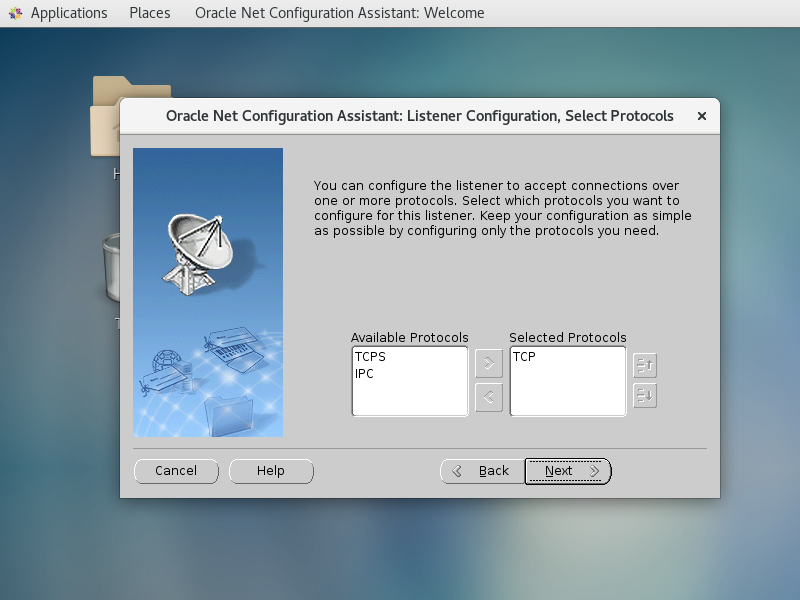 Applications Places Oracle Net Configuration Assistant: Welcome
Oracle Net Configuration Assistant: Listener Configuration, Select Protocols
You can configure the listener to accept connections over
one or more protocols. Select which protocols you want to
configure for this listener. Keep your configuration as simple
as possible by configuring only the protocols you need.
Available Protocols
TCPS
IPC
Selected Protocols
TCP
Cancel Help Back Next